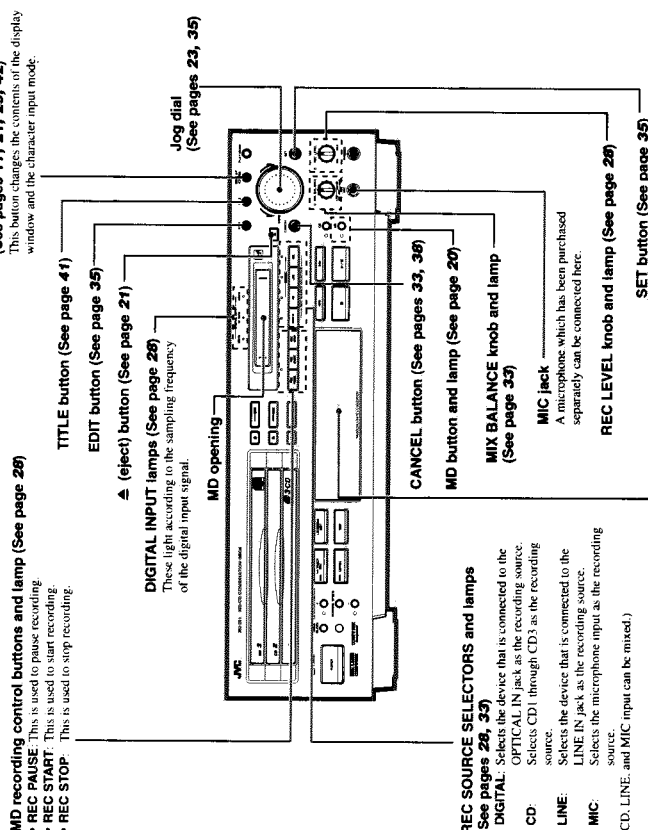 (See pages 17, 21, 29, 42)
This button changes the contents of the display
window and the character input mode.
MD recording control buttons and lamp (See page 28)
• REC PAUSE: This is used to pause recording.
• REC START: This is used to start recording.
• REC STOP: This is used to stop recording.
TITLE button (See page 41)
EDIT button (See page 35)
≜ (eject) button (See page 21)
DIGITAL INPUT lamps (See page 28)
These light according to the sampling frequency
of the digital input signal.
MD opening
Jog dial
(See pages 23, 35)
JVC
3-CD
REC SOURCE SELECTORS and lamps
See pages 28, 33)
DIGITAL: Selects the device that is connected to the
OPTICAL IN jack as the recording source.
CD: Selects CD1 through CD3 as the recording
source.
LINE: Selects the device that is connected to the
LINE IN jack as the recording source.
MIC: Selects the microphone input as the recording
source.
CD, LINE, and MIC input can be mixed.)
CANCEL button (See pages 33, 38)
MD button and lamp (See page 20)
MIX BALANCE knob and lamp
(See page 33)
MIC jack
A microphone which has been purchased
separately can be connected here.
REC LEVEL knob and lamp (See page 28)
SET button (See page 35)